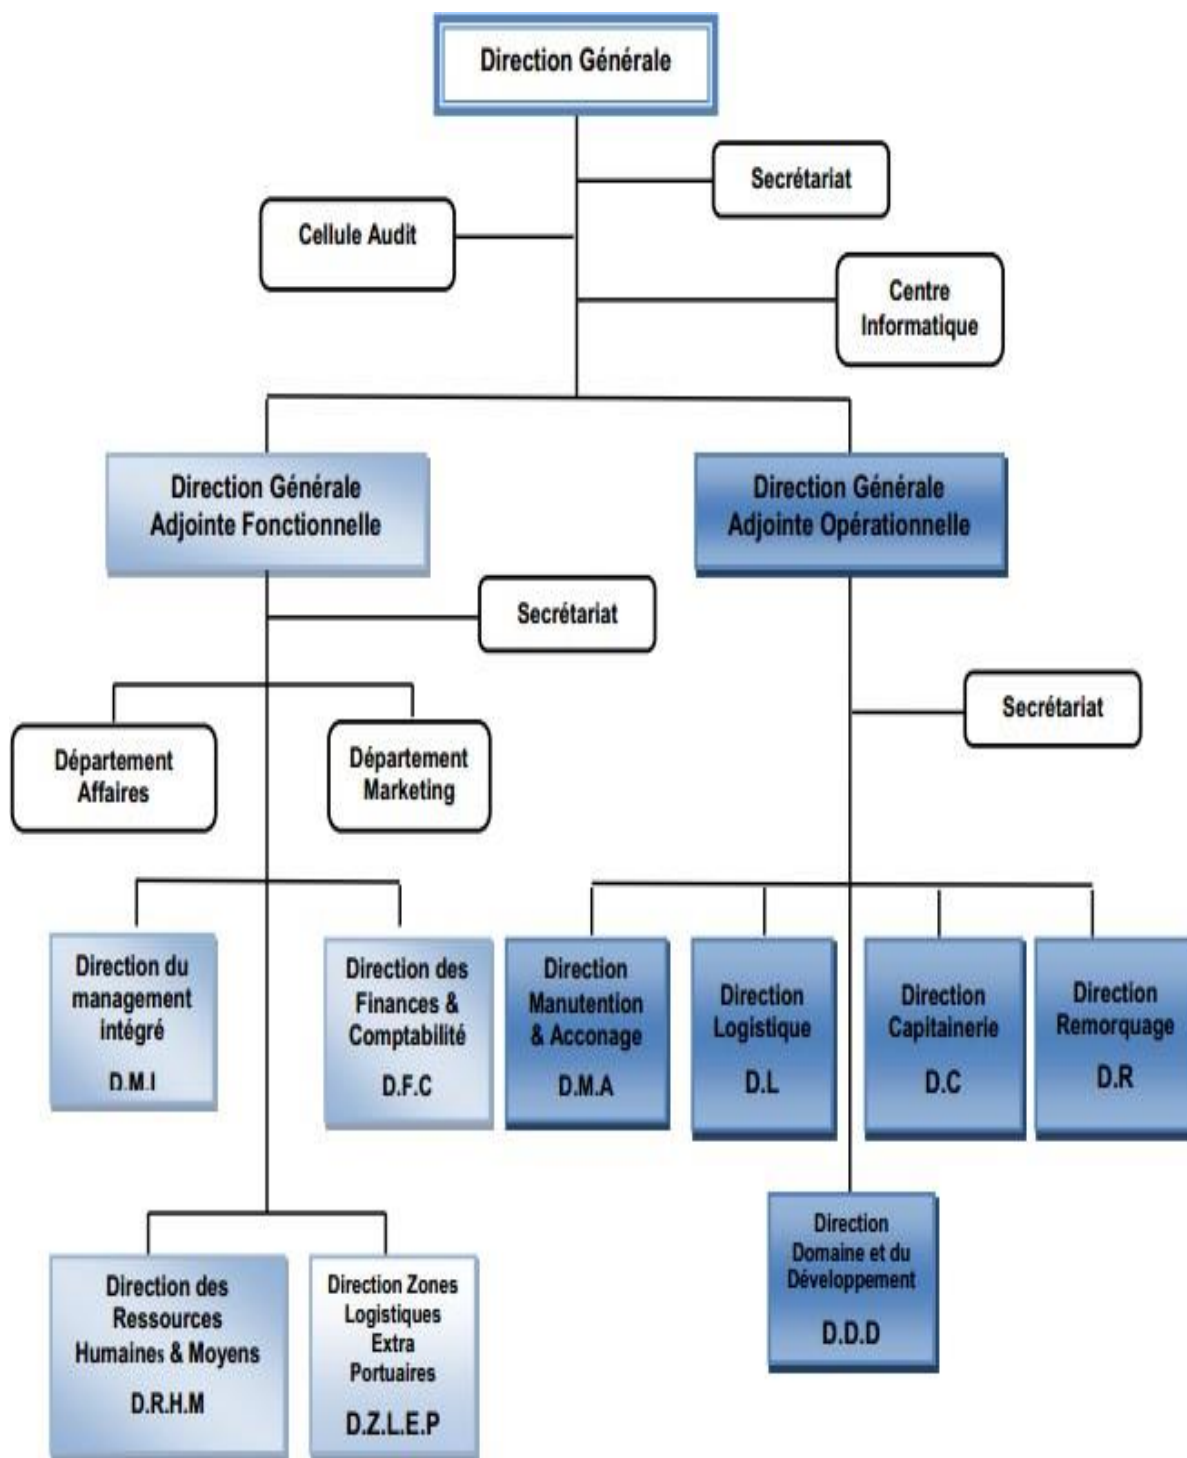 Direction Générale
Secrétariat
Cellule Audit
Centre
Informatique
Direction Générale
Adjointe Fonctionnelle
Direction Générale
Adjointe Opérationnelle
Secrétariat
Secrétariat
Département
Affaires
Département
Marketing
Direction du
management
intégré
D.M.I
Direction des
Finances &
Comptabilité
D.F.C
Direction
Manutention
& Acconage
D.M.A
Direction
Logistique
D.L
Direction
Capitainerie
D.C
Direction
Remorquage
D.R
Direction des
Ressources
Humaines & Moyens
D.R.H.M
Direction Zones
Logistiques
Extra
Portuaires
D.Z.L.E.P
Direction
Domaine et du
Développement
D.D.D